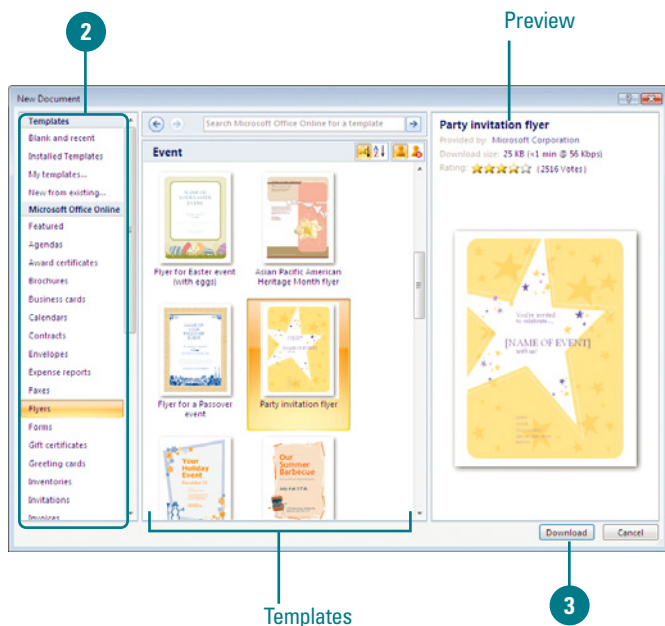 2
Preview
New Document
Templates
Blank and recent
Installed Templates
My templates...
New from existing...
Microsoft Office Online
Featured
Agendas
Award certificates
Brochures
Business cards
Calendars
Contracts
Envelopes
Expense reports
Faxes
Flyers
Forms
Gift certificates
Greeting cards
Inventories
Invitations
Invoices
Search Microsoft Office Online for a template
Event
Flyer for Easter event
(with eggs)
Asian Pacific American
Heritage Month flyer
Flyer for a Passover
event
Party invitation flyer
Your
Holiday
Event
Our
Summer
Barbecue
Party invitation flyer
Provided by: Microsoft Corporation
Download size: 25 KB (<1 min @ 56 Kbps)
Rating: (2516 Votes)
You're invited
to celebrate...
[NAME OF EVENT]
with us!
Download
Cancel
Templates
3